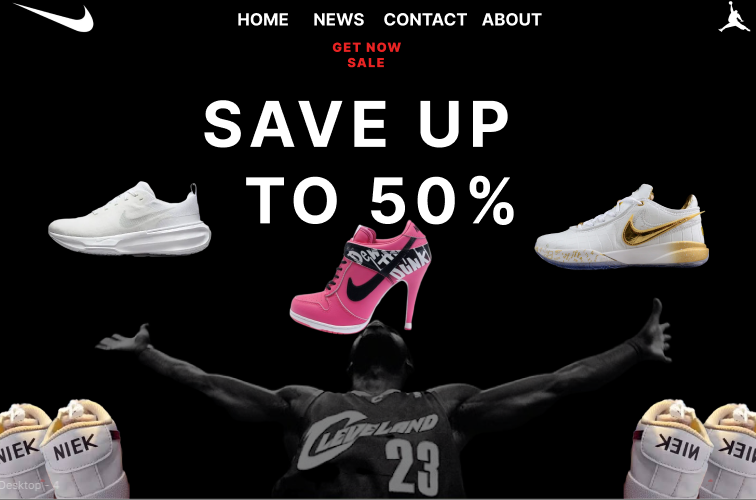 HOME NEWS CONTACT ABOUT
GET NOW
SALE
SAVE UP
TO 50%
DUNK
CLEVELAND
23
NIEK
NIEK
NIEK
NIEK
Desktop - 4